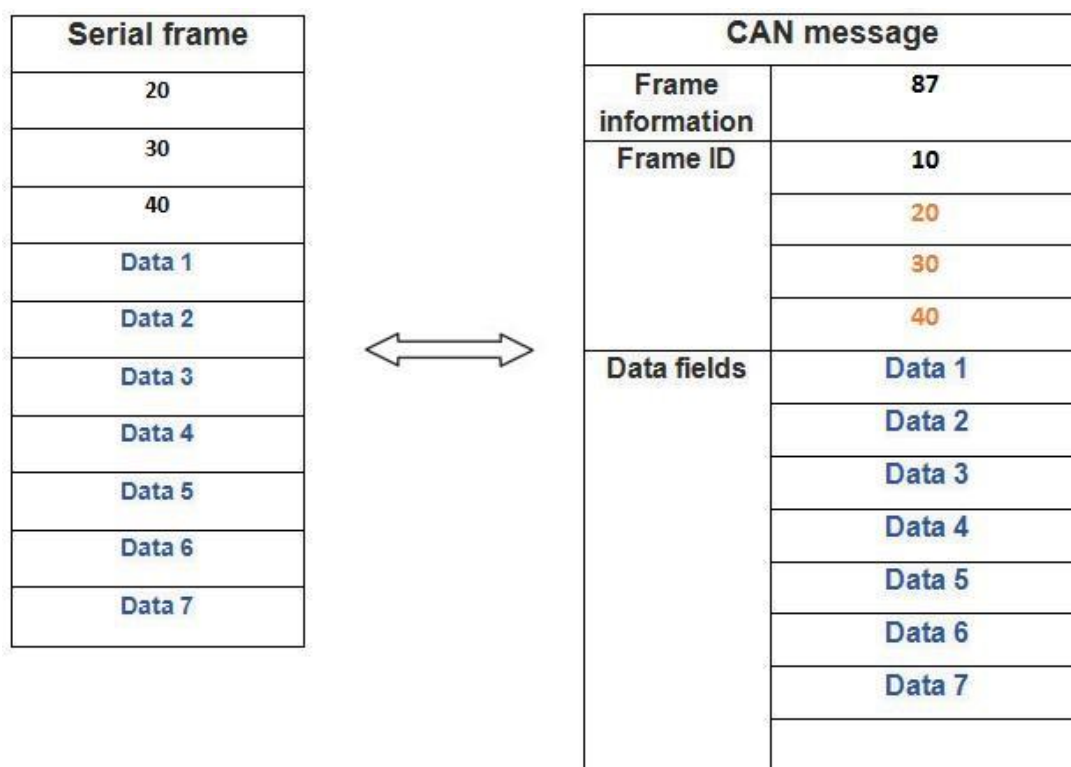 Serial frame
20
30
40
Data 1
Data 2
Data 3
Data 4
Data 5
Data 6
Data 7
CAN message
Frame
information
87
Frame ID
10
20
30
40
Data fields
Data 1
Data 2
Data 3
Data 4
Data 5
Data 6
Data 7